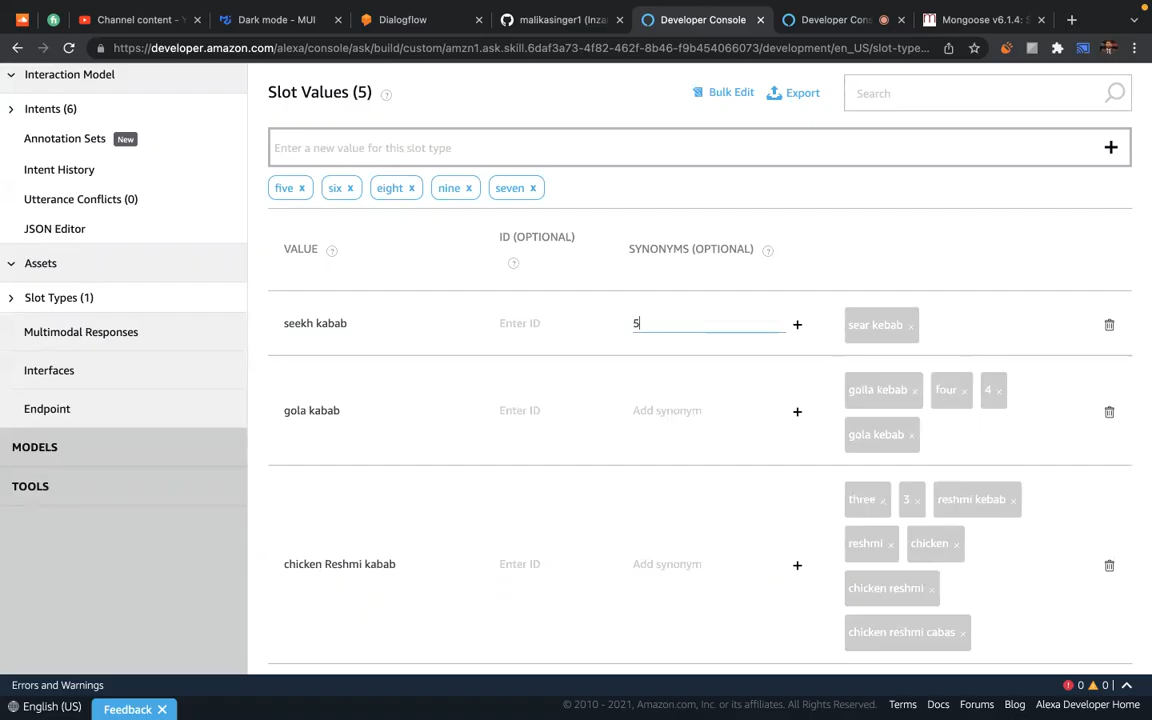 Channel content - Y
Dark mode - MUI
Dialogflow
malikasinger1 (Inza
Developer Console
Developer Con
Mongoose v6.1.4: S
https://developer.amazon.com/alexa/console/ask/build/custom/amzn1.ask.skill.6daf3a73-4f82-462f-8b46-f9b454066073/development/en_US/slot-type...
Interaction Model
Intents (6)
Annotation Sets New
Intent History
Utterance Conflicts (0)
JSON Editor
Assets
Slot Types (1)
Multimodal Responses
Interfaces
Endpoint
MODELS
TOOLS
Slot Values (5)
Bulk Edit
Export
Search
Enter a new value for this slot type
five x six x eight x nine x seven x
VALUE
ID (OPTIONAL)
SYNONYMS (OPTIONAL)
seekh kabab Enter ID 5
sear kebab x
gola kabab Enter ID Add synonym
golla kebab x four x 4 x
gola kebab x
chicken Reshmi kabab Enter ID Add synonym
three x 3 x reshmi kebab x
reshmi x chicken x
chicken reshmi x
chicken reshmi cabas x
Errors and Warnings
0 0
English (US)
Feedback
© 2010 - 2021, Amazon.com, Inc. or its affiliates. All Rights Reserved.
Terms Docs Forums Blog Alexa Developer Home